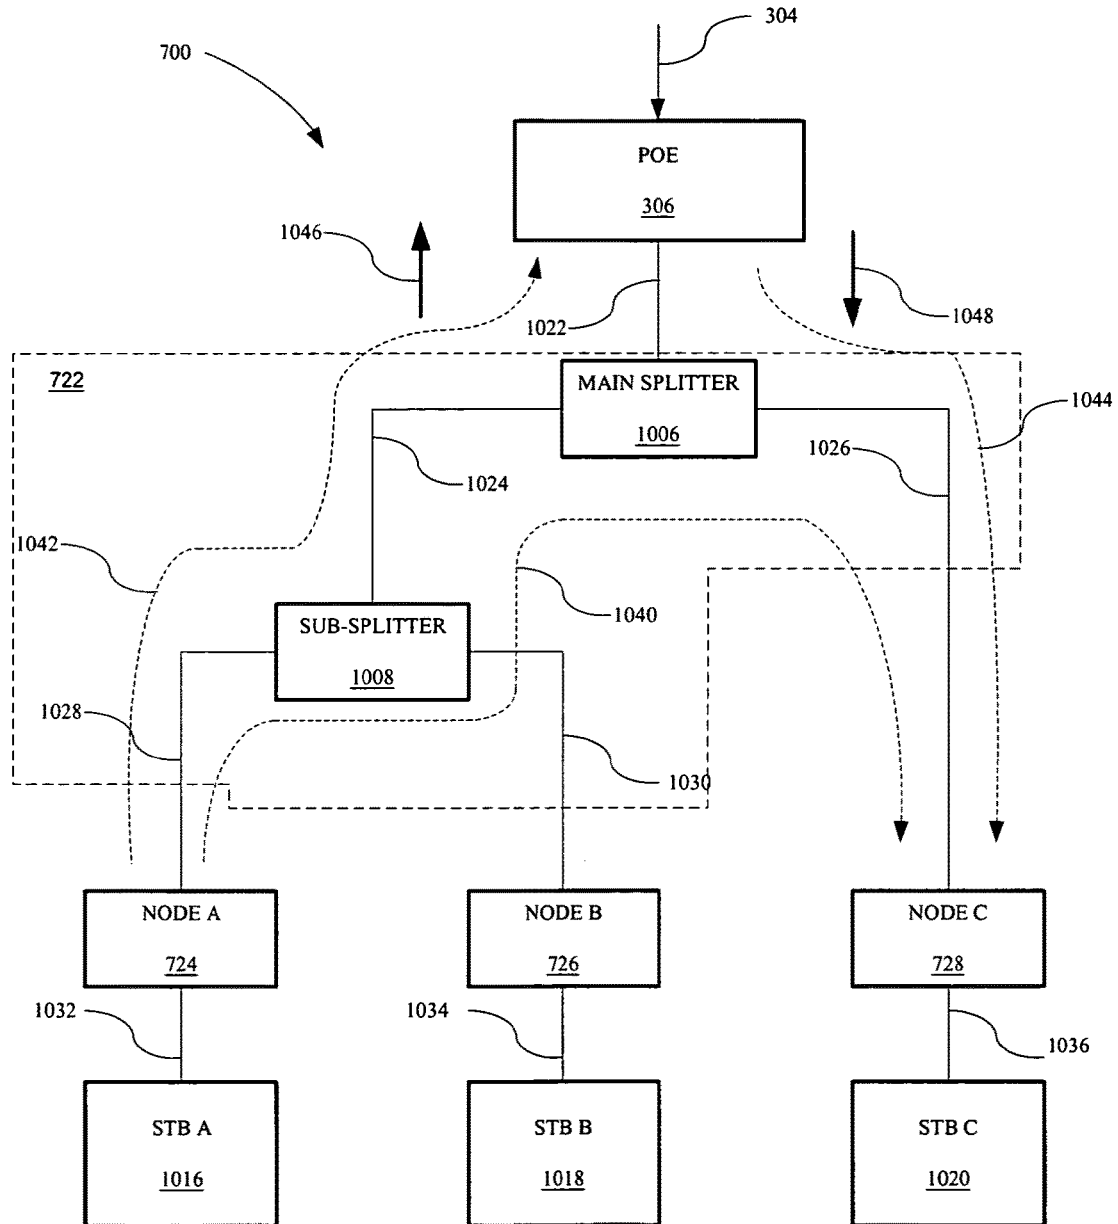 304
700
POE
306
1046
1048
1022
722
MAIN SPLITTER
1006
1044
1026
1024
1042
SUB-SPLITTER
1008
1040
1028
1030
NODE A
724
NODE B
726
NODE C
728
1032
1034
1036
STB A
1016
STB B
1018
STB C
1020